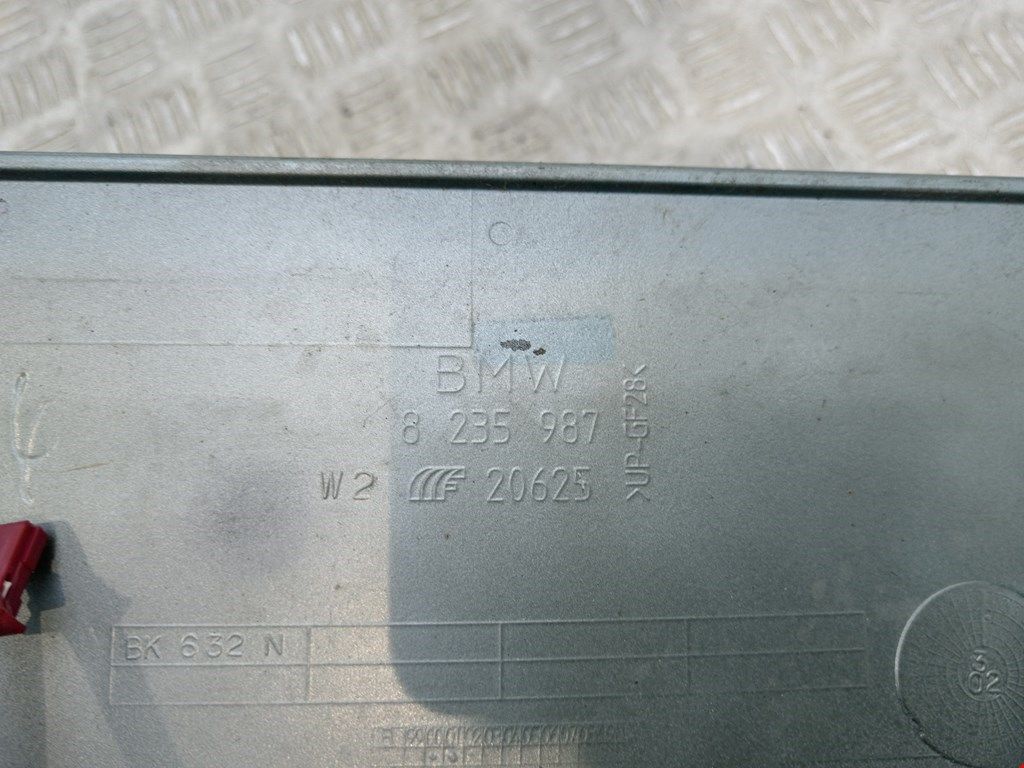 BMW
8 235 987
W2 F 20625
>UP-GF28<
BK 632 N
3
02